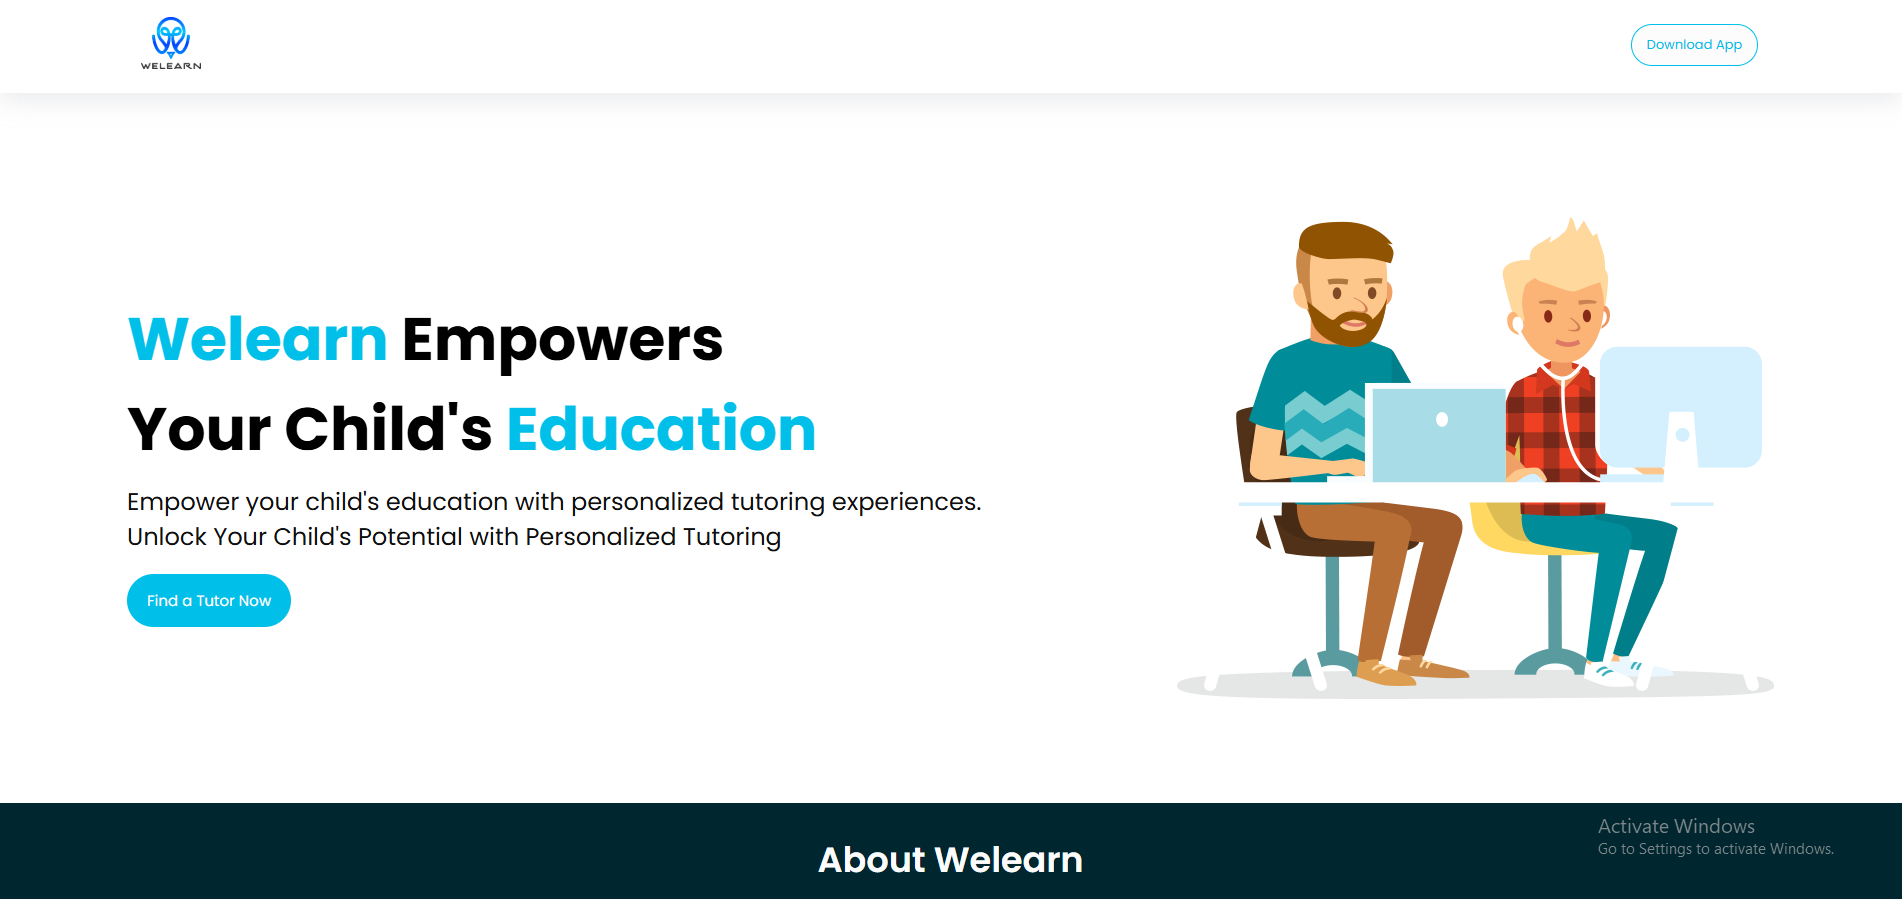 WELEARN
Download App
Welearn Empowers
Your Child's Education
Empower your child's education with personalized tutoring experiences.
Unlock Your Child's Potential with Personalized Tutoring
Find a Tutor Now
About Welearn
Activate Windows
Go to Settings to activate Windows.